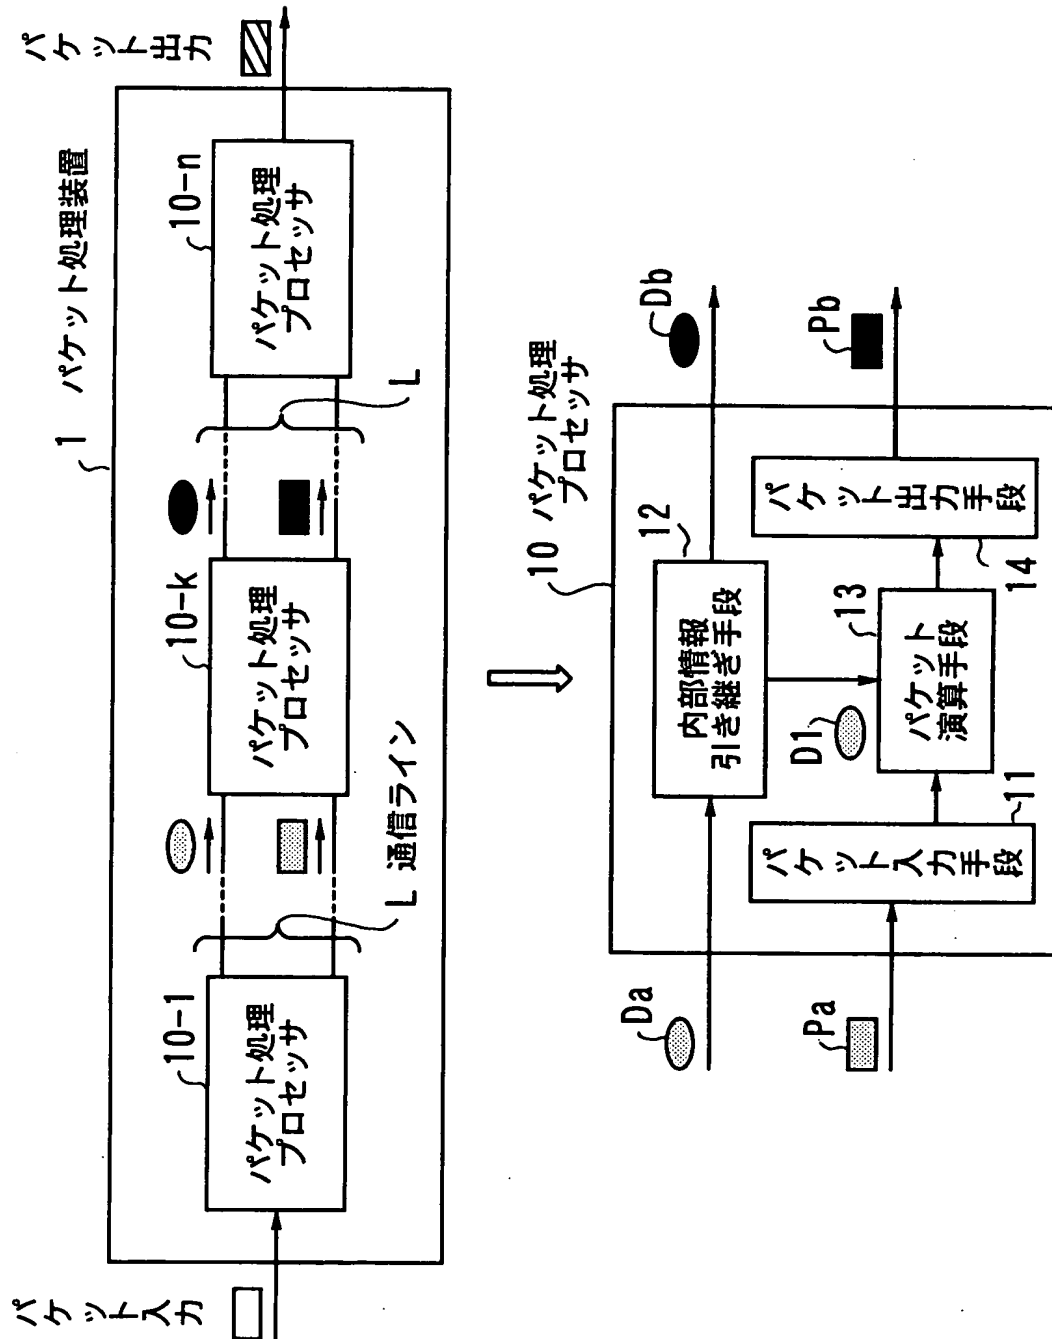 パケット入力
1 パケット処理装置
パケット出力
10-1
パケット処理
プロセッサ
L 通信ライン
10-k
パケット処理
プロセッサ
L
10-n
パケット処理
プロセッサ
10 パケット処理
プロセッサ
Da
Pa
12
内部情報
引き継ぎ手段
D1
11
パケット入力手段
13
パケット
演算手段
14
パケット出力手段
Db
Pb